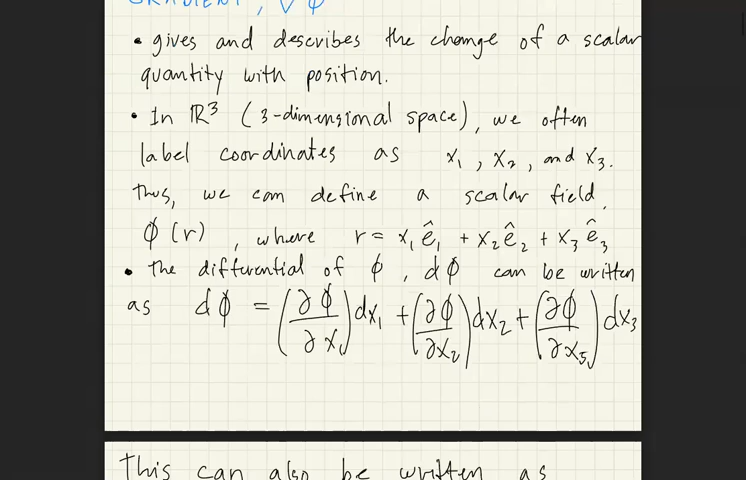 GRADIENT, ∇ϕ
• gives and describes the change of a scalar
quantity with position.
• In ℝ³ (3-dimensional space), we often
label coordinates as x₁, x₂, and x₃.
thus, we can define a scalar field,
ϕ(r), where r = x₁ê₁ + x₂ê₂ + x₃ê₃
• the differential of ϕ, dϕ can be written
as dϕ = (∂ϕ/∂x₁)dx₁ + (∂ϕ/∂x₂)dx₂ + (∂ϕ/∂x₃)dx₃
This can also be written as